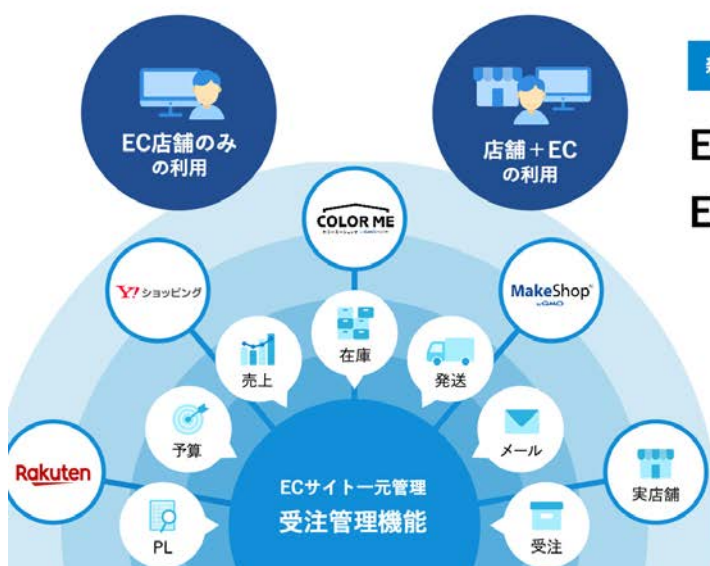 EC店舗のみ
の利用
店舗＋EC
の利用
E
E
COLOR ME
Y!ショッピング
MakeShop
byGMO
在庫
売上
発送
予算
メール
Rakuten
ECサイト一元管理
受注管理機能
実店舗
PL
受注